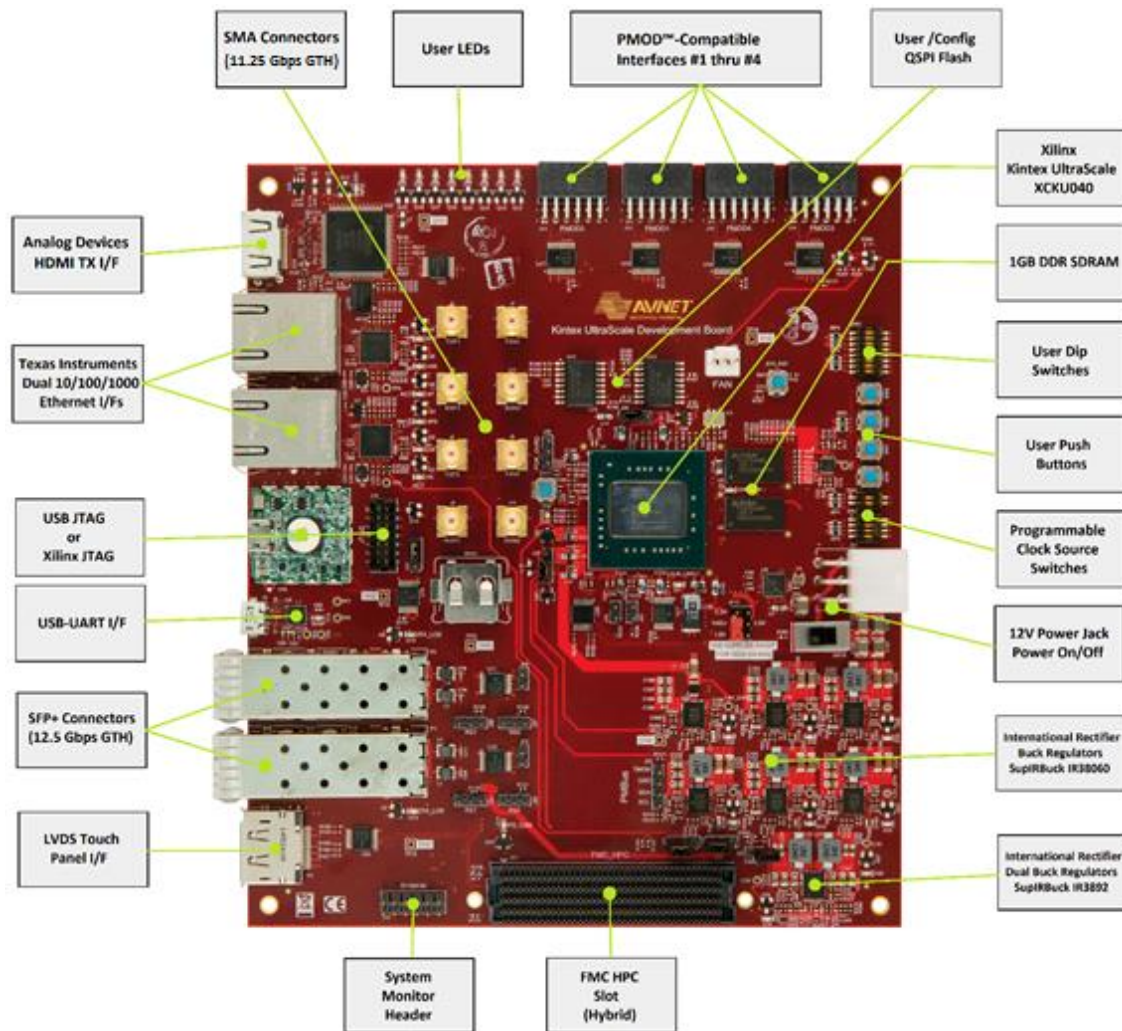 SMA Connectors
(11.25 Gbps GTH)
User LEDs
PMOD™-Compatible
Interfaces #1 thru #4
User /Config
QSPI Flash
Xilinx
Kintex UltraScale
XCKU040
Analog Devices
HDMI TX I/F
1GB DDR SDRAM
AVNET
Kintex UltraScale Development Board
FAN
Texas Instruments
Dual 10/100/1000
Ethernet I/Fs
User Dip
Switches
User Push
Buttons
USB JTAG
or
Xilinx JTAG
Programmable
Clock Source
Switches
USB-UART I/F
12V Power Jack
Power On/Off
SFP+ Connectors
(12.5 Gbps GTH)
International Rectifier
Buck Regulators
SupIRBuck IR38060
PMBus
LVDS Touch
Panel I/F
FMC_HPC
International Rectifier
Dual Buck Regulators
SupIRBuck IR3892
CE
System
Monitor
Header
FMC HPC
Slot
(Hybrid)